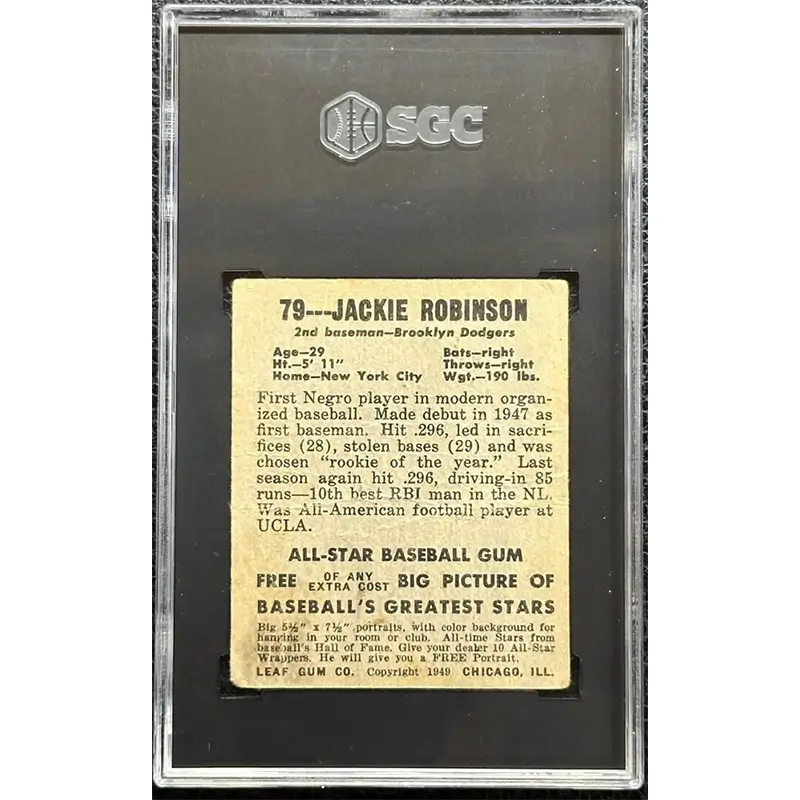 SGC
79---JACKIE ROBINSON
2nd baseman—Brooklyn Dodgers
Age—29 Bats—right
Ht.—5' 11" Throws—right
Home—New York City Wgt.—190 lbs.
First Negro player in modern organ-
ized baseball. Made debut in 1947 as
first baseman. Hit .296, led in sacri-
fices (28), stolen bases (29) and was
chosen "rookie of the year." Last
season again hit .296, driving-in 85
runs—10th best RBI man in the NL.
Was All-American football player at
UCLA.
ALL-STAR BASEBALL GUM
FREE OF ANY EXTRA COST BIG PICTURE OF
BASEBALL'S GREATEST STARS
Big 5½" x 7½" portraits, with color background for
hanging in your room or club. All-time Stars from
baseball's Hall of Fame. Give your dealer 10 All-Star
Wrappers. He will give you a FREE Portrait.
LEAF GUM CO. Copyright 1949 CHICAGO, ILL.